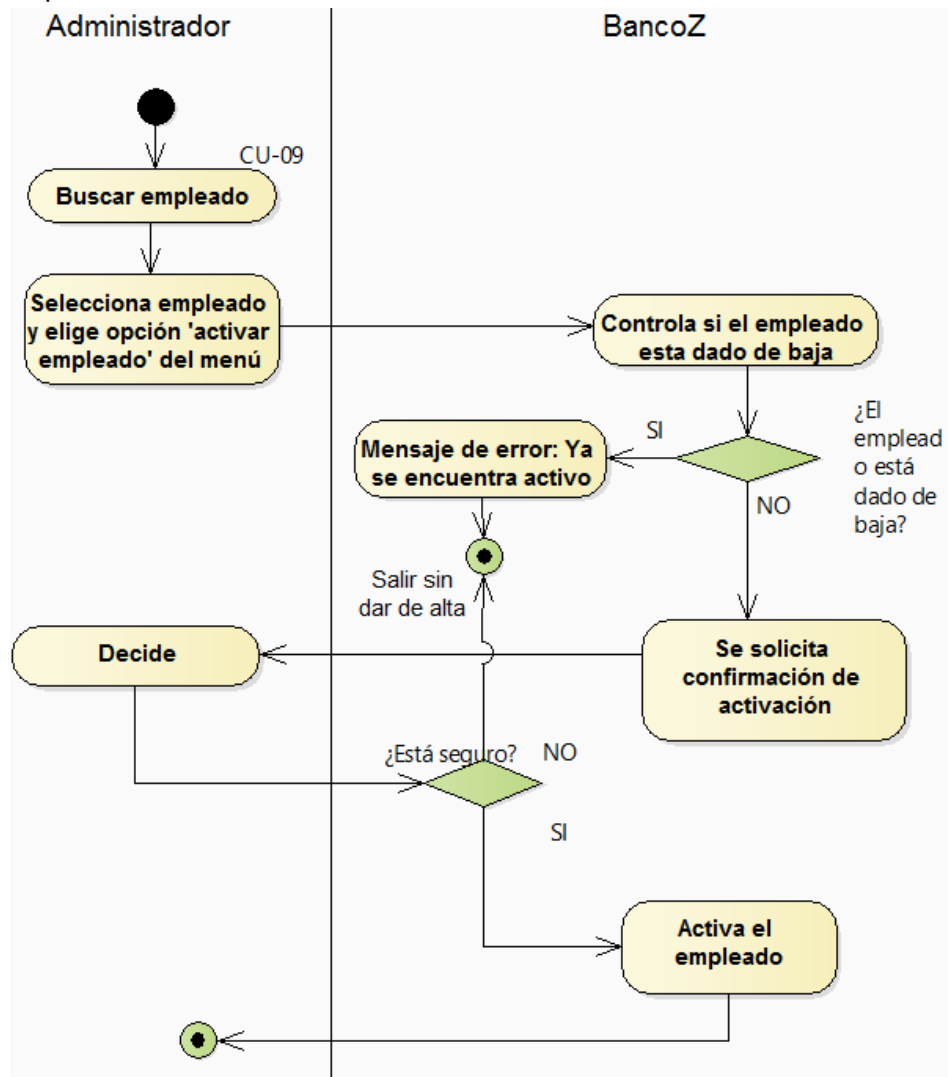 Administrador
BancoZ
CU-09
Buscar empleado
Selecciona empleado
y elige opción 'activar
empleado' del menú
Controla si el empleado
esta dado de baja
¿El
emplead
o está
dado de
baja?
SI
Mensaje de error: Ya
se encuentra activo
NO
Salir sin
dar de alta
Decide
Se solicita
confirmación de
activación
¿Está seguro?
NO
SI
Activa el
empleado